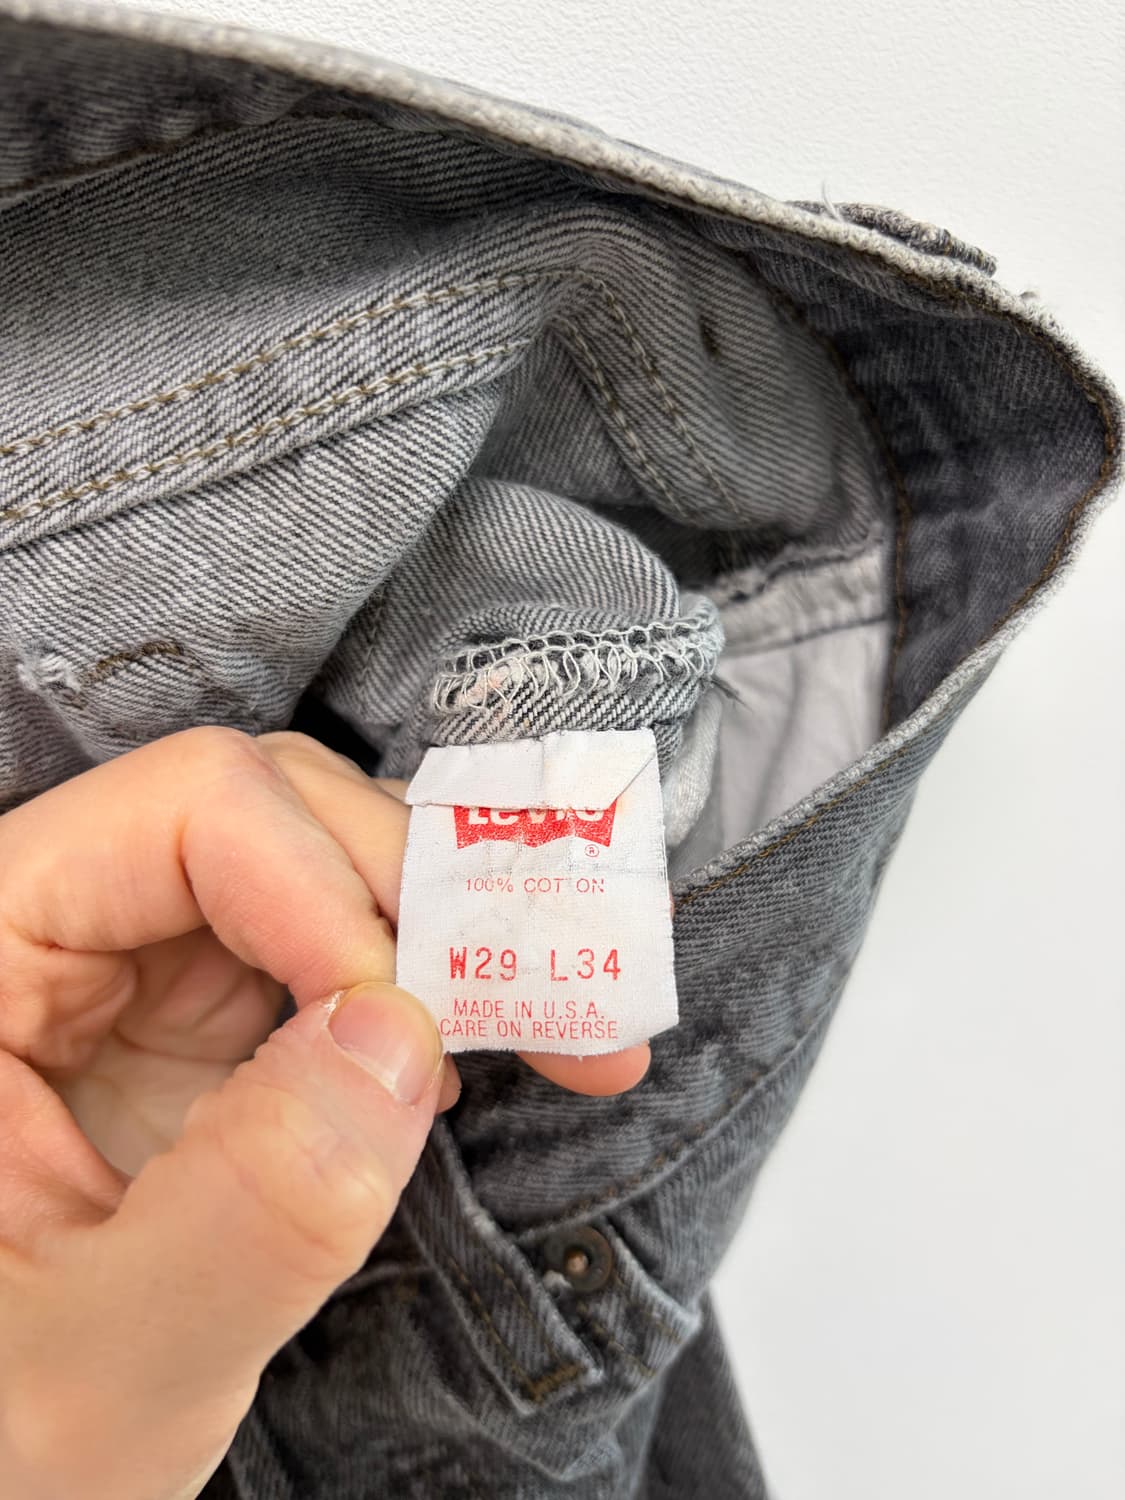 Levi's
®
100% COT ON
W29 L34
MADE IN U.S.A.
CARE ON REVERSE